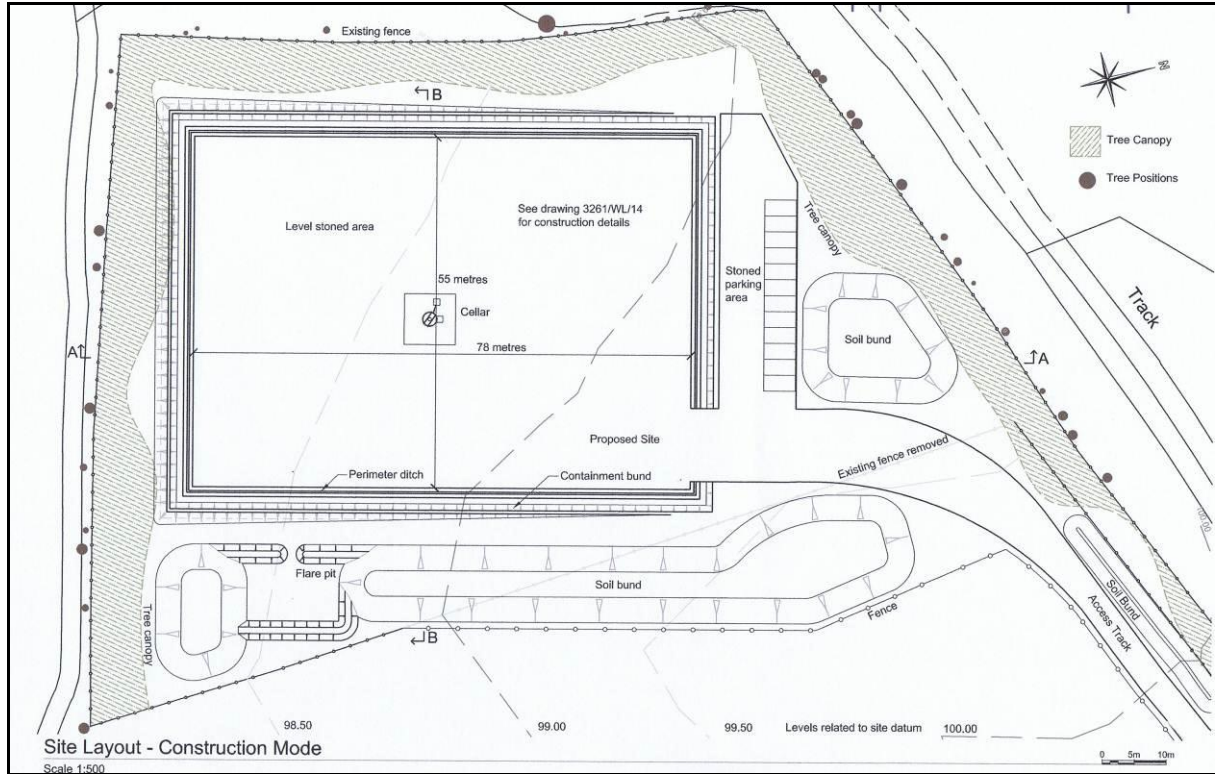 Existing fence
B
N
Tree Canopy
Tree Positions
Level stoned area
See drawing 3261/WL/14
for construction details
Tree canopy
55 metres
Stoned
parking
area
Cellar
Track
A
78 metres
Soil bund
A
Proposed Site
Existing fence removed
Perimeter ditch
Containment bund
100.00
Flare pit
Soil bund
Fence
Soil Bund
Access Track
Tree canopy
B
98.50
99.00
99.50
Levels related to site datum
100.00
Site Layout - Construction Mode
Scale 1:500
0 5m 10m